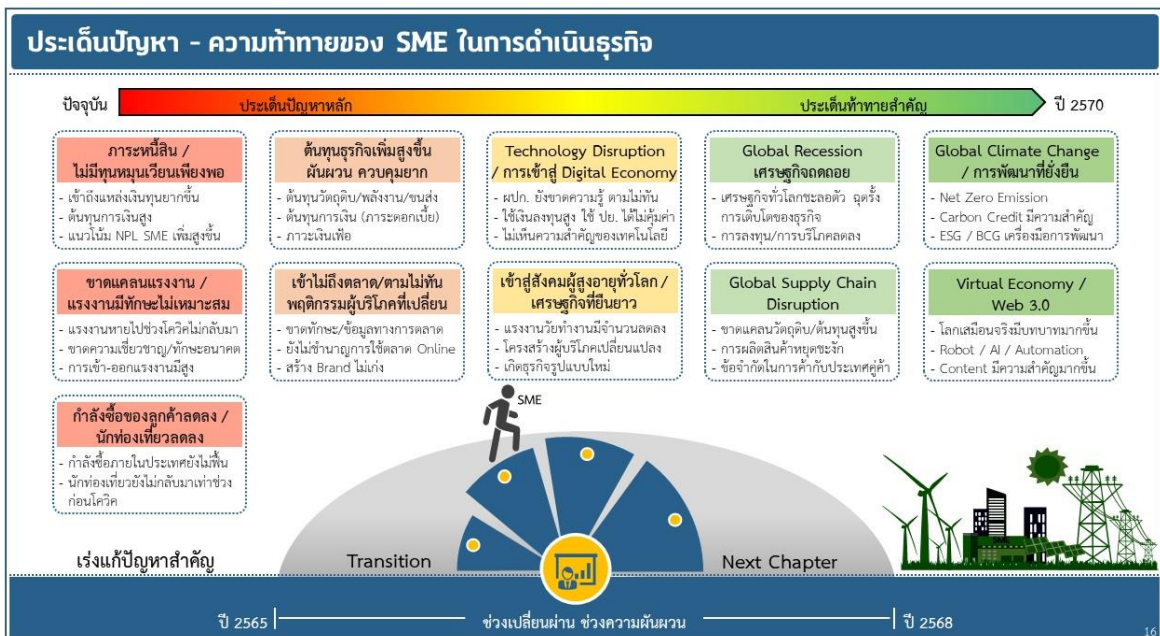 ประเด็นปัญหา - ความท้าทายของ SME ในการดำเนินธุรกิจ
ปัจจุบัน
ประเด็นปัญหาหลัก
ประเด็นท้าทายสำคัญ
ปี 2570
ภาระหนี้สิน /
ไม่มีทุนหมุนเวียนเพียงพอ
- เข้าถึงแหล่งเงินทุนยากขึ้น
- ต้นทุนการเงินสูง
- แนวโน้ม NPL SME เพิ่มสูงขึ้น
ต้นทุนธุรกิจเพิ่มสูงขึ้น
ผันผวน ควบคุมยาก
- ต้นทุนวัตถุดิบ/พลังงาน/ขนส่ง
- ต้นทุนการเงิน (ภาระดอกเบี้ย)
- ภาวะเงินเฟ้อ
Technology Disruption
/ การเข้าสู่ Digital Economy
- ผปก. ยังขาดความรู้ ตามไม่ทัน
- ใช้เงินลงทุนสูง ใช้ ปย. ได้ไม่คุ้มค่า
- ไม่เห็นความสำคัญของเทคโนโลยี
Global Recession
เศรษฐกิจถดถอย
- เศรษฐกิจทั่วโลกชะลอตัว ฉุดรั้ง
การเติบโตของธุรกิจ
- การลงทุน/การบริโภคลดลง
Global Climate Change
/ การพัฒนาที่ยั่งยืน
- Net Zero Emission
- Carbon Credit มีความสำคัญ
- ESG / BCG เครื่องมือการพัฒนา
ขาดแคลนแรงงาน /
แรงงานมีทักษะไม่เหมาะสม
- แรงงานหายไปช่วงโควิคไม่กลับมา
- ขาดความเชี่ยวชาญ/ทักษะอนาคต
- การเข้า-ออกแรงงานมีสูง
เข้าไม่ถึงตลาด/ตามไม่ทัน
พฤติกรรมผู้บริโภคที่เปลี่ยน
- ขาดทักษะ/ข้อมูลทางการตลาด
- ยังไม่ชำนาญการใช้ตลาด Online
- สร้าง Brand ไม่เก่ง
เข้าสู่สังคมผู้สูงอายุทั่วโลก /
เศรษฐกิจที่ยืนยาว
- แรงงานวัยทำงานมีจำนวนลดลง
- โครงสร้างผู้บริโภคเปลี่ยนแปลง
- เกิดธุรกิจรูปแบบใหม่
Global Supply Chain
Disruption
- ขาดแคลนวัตถุดิบ/ต้นทุนสูงขึ้น
- การผลิตสินค้าหยุดชะงัก
- ข้อจำกัดในการค้ากับประเทศคู่ค้า
Virtual Economy /
Web 3.0
- โลกเสมือนจริงมีบทบาทมากขึ้น
- Robot / AI / Automation
- Content มีความสำคัญมากขึ้น
กำลังซื้อของลูกค้าลดลง /
นักท่องเที่ยวลดลง
- กำลังซื้อภายในประเทศยังไม่ฟื้น
- นักท่องเที่ยวยังไม่กลับมาเท่าช่วง
ก่อนโควิค
SME
SME
เร่งแก้ปัญหาสำคัญ
Transition
Next Chapter
ปี 2565
ช่วงเปลี่ยนผ่าน ช่วงความผันผวน
ปี 2568
16